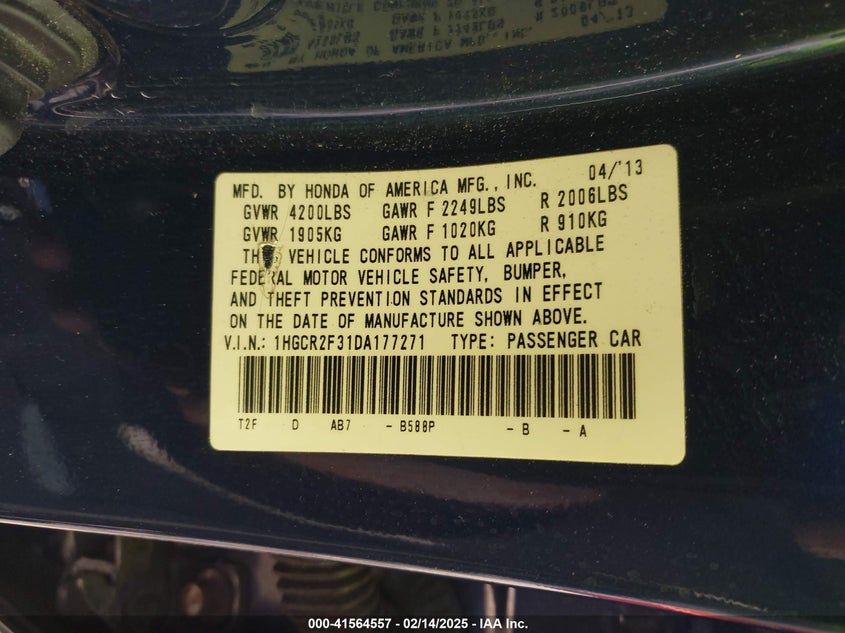 MFD. BY HONDA OF AMERICA MFG., INC. 04/'13
GVWR 4200LBS GAWR F 2249LBS R 2006LBS
GVWR 1905KG GAWR F 1020KG R 910KG
TH VEHICLE CONFORMS TO ALL APPLICABLE
FEDERAL MOTOR VEHICLE SAFETY, BUMPER,
AND THEFT PREVENTION STANDARDS IN EFFECT
ON THE DATE OF MANUFACTURE SHOWN ABOVE.
V.I.N.: 1HGCR2F31DA177271 TYPE: PASSENGER CAR
T2F D AB7 - B588P - B - A
000-41564557 - 02/14/2025 - IAA Inc.